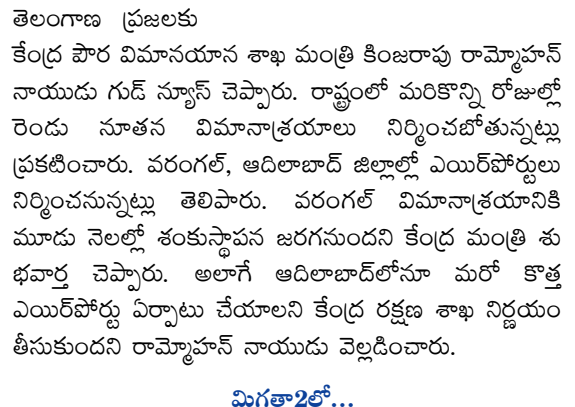 తెలంగాణ ప్రజలకు
కేంద్ర పౌర విమానయాన శాఖ మంత్రి కింజరాపు రామ్మోహన్
నాయుడు గుడ్ న్యూస్ చెప్పారు. రాష్ట్రంలో మరికొన్ని రోజుల్లో
రెండు నూతన విమానాశ్రయాలు నిర్మించబోతున్నట్లు
ప్రకటించారు. వరంగల్, ఆదిలాబాద్ జిల్లాల్లో ఎయిర్‌పోర్టులు
నిర్మించనున్నట్లు తెలిపారు. వరంగల్ విమానాశ్రయానికి
మూడు నెలల్లో శంకుస్థాపన జరగనుందని కేంద్ర మంత్రి శు
భవార్త చెప్పారు. అలాగే ఆదిలాబాద్‌లోనూ మరో కొత్త
ఎయిర్‌పోర్టు ఏర్పాటు చేయాలని కేంద్ర రక్షణ శాఖ నిర్ణయం
తీసుకుందని రామ్మోహన్ నాయుడు వెల్లడించారు.
మిగతా2లో...